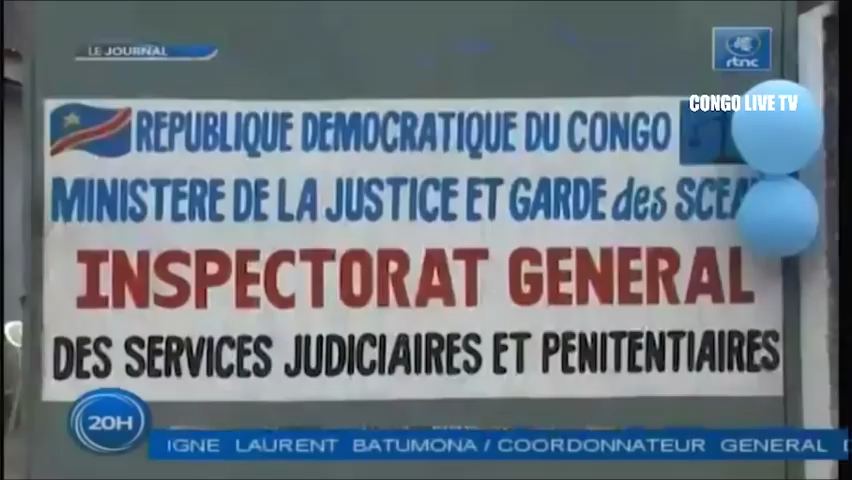 LE JOURNAL
rtnc
CONGO LIVE TV
REPUBLIQUE DEMOCRATIQUE DU CONGO
MINISTERE DE LA JUSTICE ET GARDE des
INSPECTORAT GENERAL
DES SERVICES JUDICIAIRES ET PENITENTIAIRES
20H
IGNE LAURENT BATUMONA / COORDONNATEUR GENERAL